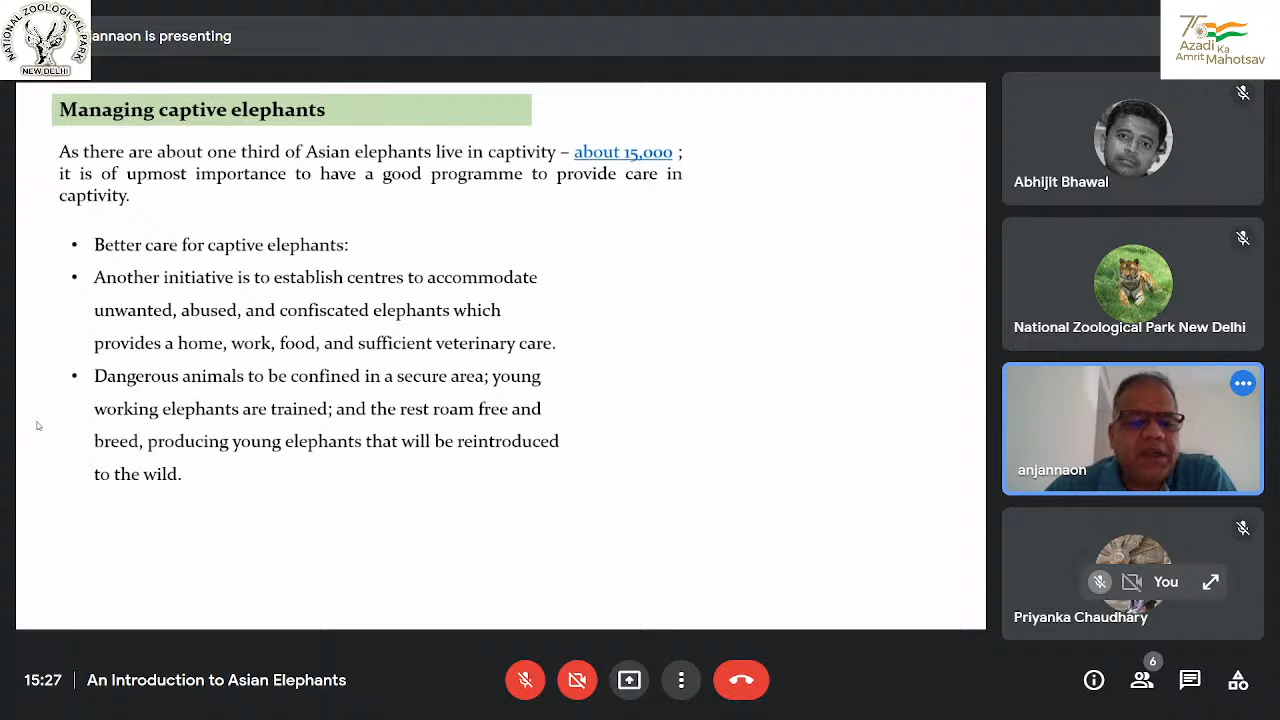 NATIONAL ZOOLOGICAL PARK
NEW DELHI
annaon is presenting
75
Azadi Ka
Amrit Mahotsav
Managing captive elephants
As there are about one third of Asian elephants live in captivity – about 15,000 ;
it is of upmost importance to have a good programme to provide care in
captivity.
• Better care for captive elephants:
• Another initiative is to establish centres to accommodate
unwanted, abused, and confiscated elephants which
provides a home, work, food, and sufficient veterinary care.
• Dangerous animals to be confined in a secure area; young
working elephants are trained; and the rest roam free and
breed, producing young elephants that will be reintroduced
to the wild.
Abhijit Bhawal
National Zoological Park New Delhi
anjannaon
You
Priyanka Chaudhary
15:27 | An Introduction to Asian Elephants
6